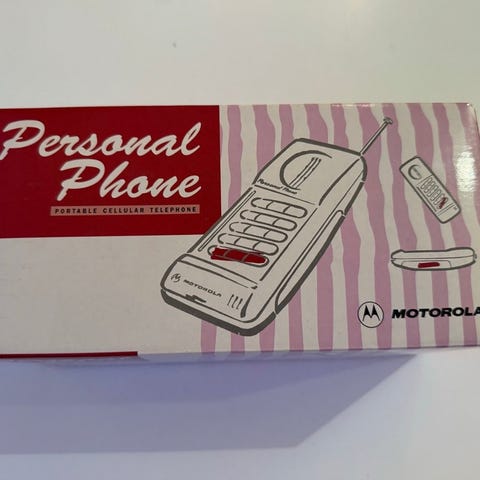 Personal
Phone
PORTABLE CELLULAR TELEPHONE
Personal Phone
MOTOROLA
MOTOROLA